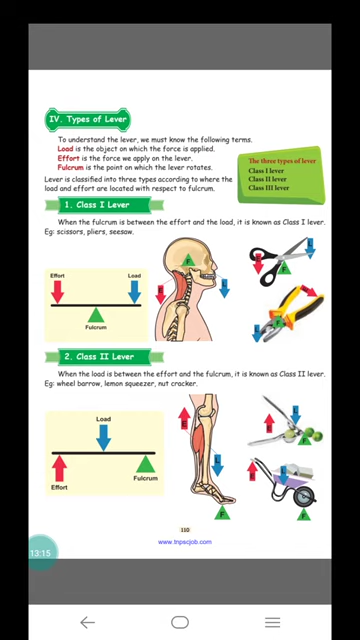 IV. Types of Lever
To understand the lever, we must know the following terms.
Load is the object on which the force is applied.
Effort is the force we apply on the lever.
Fulcrum is the point on which the lever rotates.
Lever is classified into three types according to where the
load and effort are located with respect to fulcrum.
The three types of lever
Class I lever
Class II lever
Class III lever
1. Class I Lever
When the fulcrum is between the effort and the load, it is known as Class I lever.
Eg: scissors, pliers, seesaw.
Effort
Load
Fulcrum
F
E
L
E
L
F
E
F
L
2. Class II Lever
When the load is between the effort and the fulcrum, it is known as Class II lever.
Eg: wheel barrow, lemon squeezer, nut cracker.
Load
Effort
Fulcrum
E
L
F
E
L
F
E
L
F
110
www.tnpscjob.com
13:15